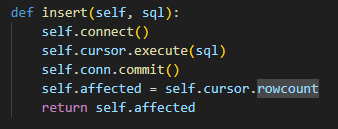 def insert(self, sql):
    self.connect()
    self.cursor.execute(sql)
    self.conn.commit()
    self.affected = self.cursor.rowcount
    return self.affected